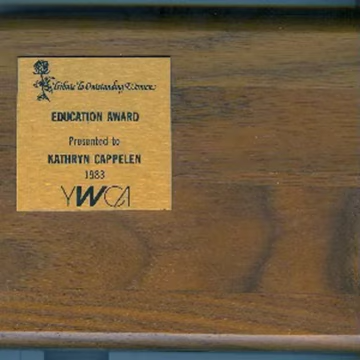 Tribute To Outstanding Women
EDUCATION AWARD
Presented to
KATHRYN CAPPELEN
1983
YWCA